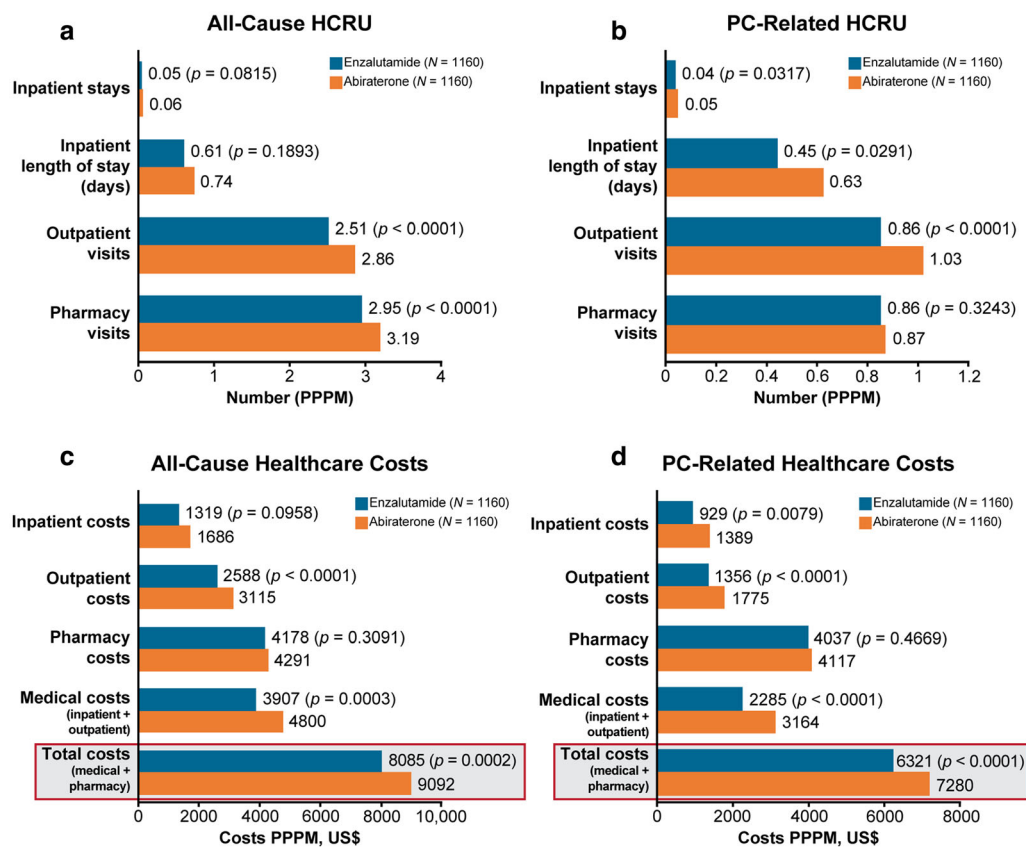 a
All-Cause HCRU
Enzalutamide (N = 1160)
Abiraterone (N = 1160)
Inpatient stays
0.05 (p = 0.0815)
0.06
Inpatient
length of stay
(days)
0.61 (p = 0.1893)
0.74
Outpatient
visits
2.51 (p < 0.0001)
2.86
Pharmacy
visits
2.95 (p < 0.0001)
3.19
0 1 2 3 4
Number (PPPM)
b
PC-Related HCRU
Enzalutamide (N = 1160)
Abiraterone (N = 1160)
Inpatient stays
0.04 (p = 0.0317)
0.05
Inpatient
length of stay
(days)
0.45 (p = 0.0291)
0.63
Outpatient
visits
0.86 (p < 0.0001)
1.03
Pharmacy
visits
0.86 (p = 0.3243)
0.87
0 0.2 0.4 0.6 0.8 1 1.2
Number (PPPM)
c
All-Cause Healthcare Costs
Enzalutamide (N = 1160)
Abiraterone (N = 1160)
Inpatient costs
1319 (p = 0.0958)
1686
Outpatient
costs
2588 (p < 0.0001)
3115
Pharmacy
costs
4178 (p = 0.3091)
4291
Medical costs
(inpatient +
outpatient)
3907 (p = 0.0003)
4800
Total costs
(medical +
pharmacy)
8085 (p = 0.0002)
9092
0 2000 4000 6000 8000 10,000
Costs PPPM, US$
d
PC-Related Healthcare Costs
Enzalutamide (N = 1160)
Abiraterone (N = 1160)
Inpatient costs
929 (p = 0.0079)
1389
Outpatient
costs
1356 (p < 0.0001)
1775
Pharmacy
costs
4037 (p = 0.4669)
4117
Medical costs
(inpatient +
outpatient)
2285 (p < 0.0001)
3164
Total costs
(medical +
pharmacy)
6321 (p < 0.0001)
7280
0 2000 4000 6000 8000
Costs PPPM, US$